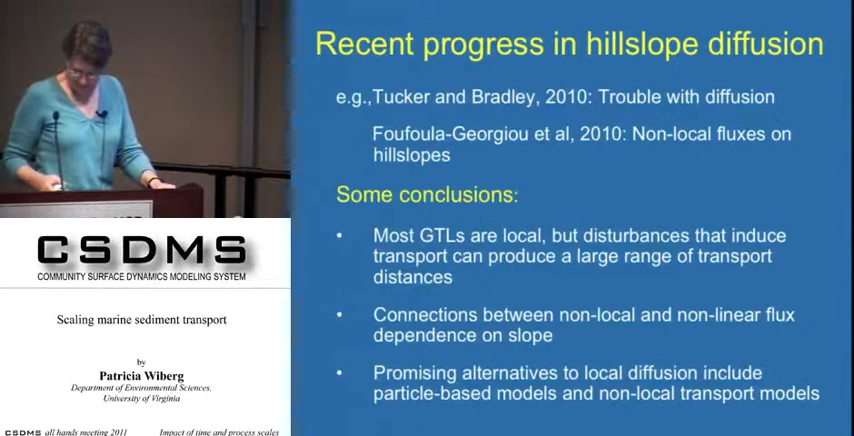 Recent progress in hillslope diffusion
e.g.,Tucker and Bradley, 2010: Trouble with diffusion
Foufoula-Georgiou et al, 2010: Non-local fluxes on
hillslopes
Some conclusions:
• Most GTLs are local, but disturbances that induce
transport can produce a large range of transport
distances
• Connections between non-local and non-linear flux
dependence on slope
• Promising alternatives to local diffusion include
particle-based models and non-local transport models
CSDMS
COMMUNITY SURFACE DYNAMICS MODELING SYSTEM
Scaling marine sediment transport
by
Patricia Wiberg
Department of Environmental Sciences,
University of Virginia
CSDMS all hands meeting 2011 Impact of time and process scales